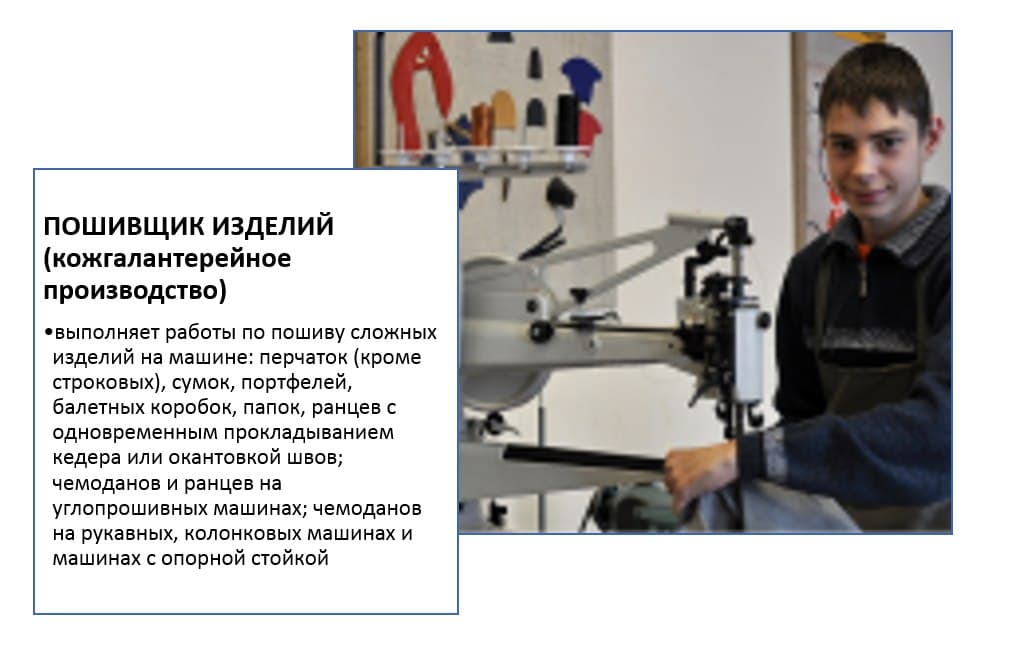 ПОШИВЩИК ИЗДЕЛИЙ
(кожгалантерейное
производство)
•выполняет работы по пошиву сложных
изделий на машине: перчаток (кроме
строковых), сумок, портфелей,
балетных коробок, папок, ранцев с
одновременным прокладыванием
кедера или окантовкой швов;
чемоданов и ранцев на
углопрошивных машинах; чемоданов
на рукавных, колонковых машинах и
машинах с опорной стойкой